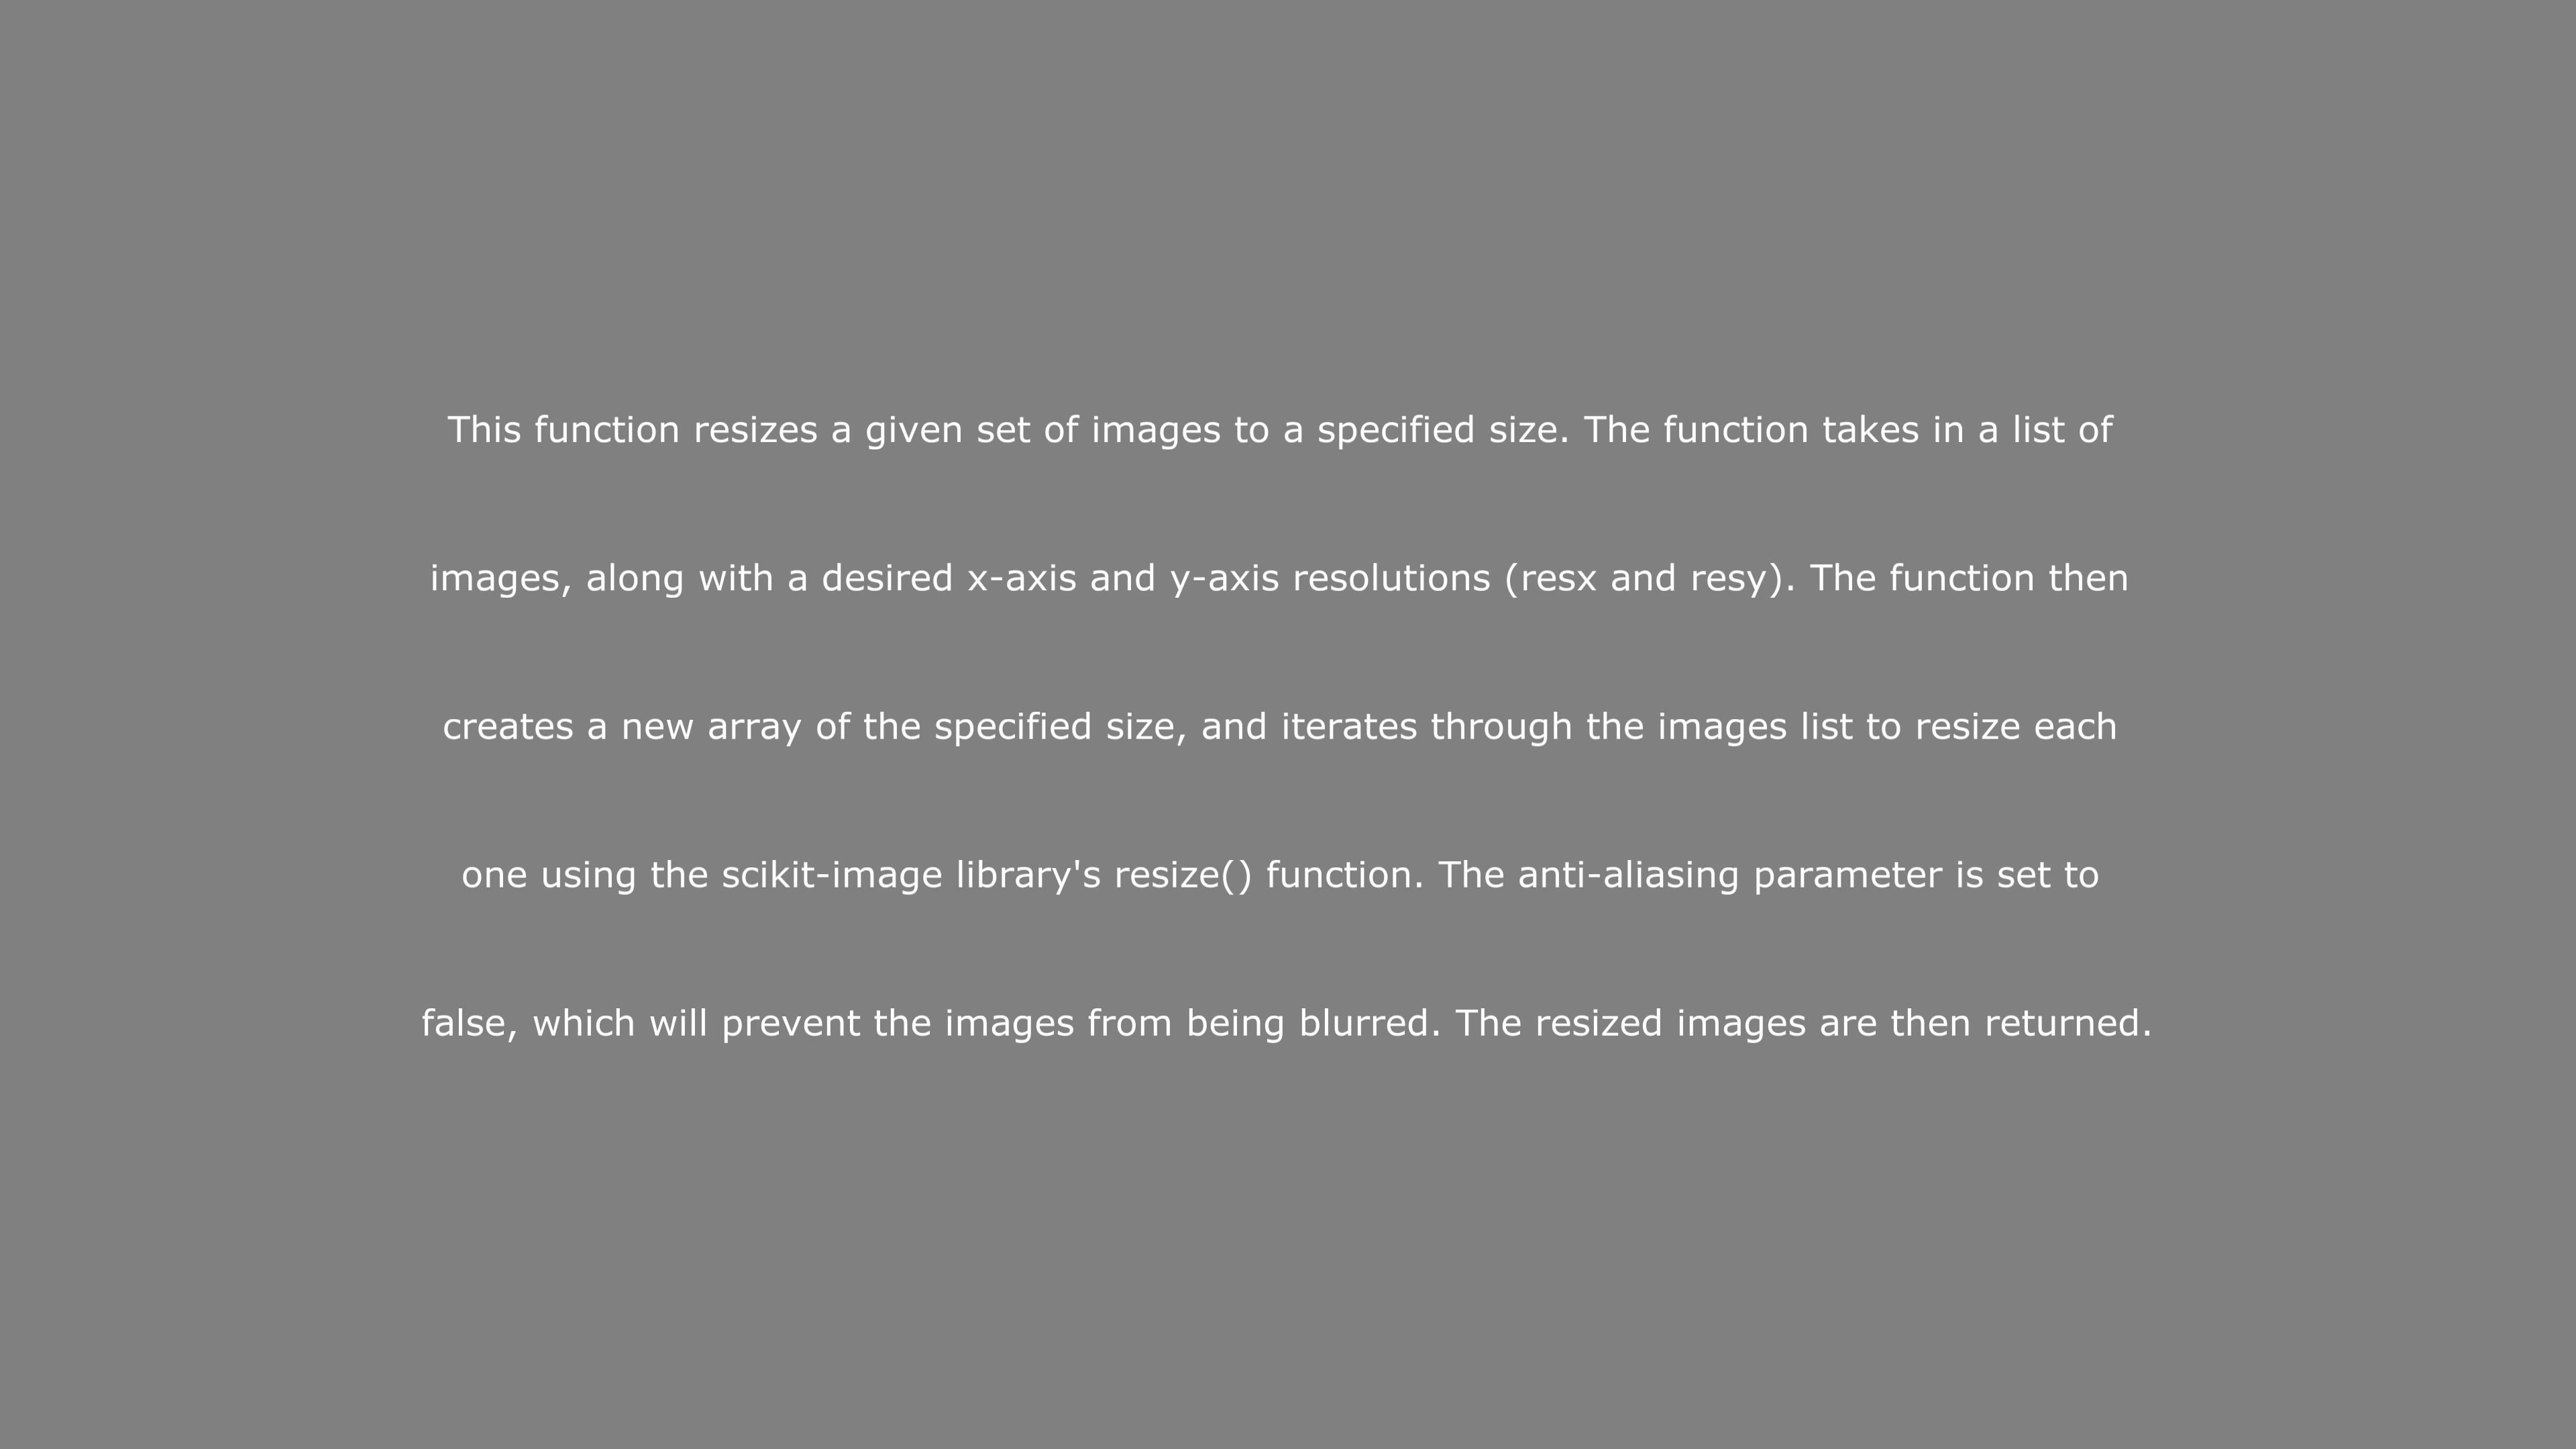 This function resizes a given set of images to a specified size. The function takes in a list of
images, along with a desired x-axis and y-axis resolutions (resx and resy). The function then
creates a new array of the specified size, and iterates through the images list to resize each
one using the scikit-image library's resize() function. The anti-aliasing parameter is set to
false, which will prevent the images from being blurred. The resized images are then returned.